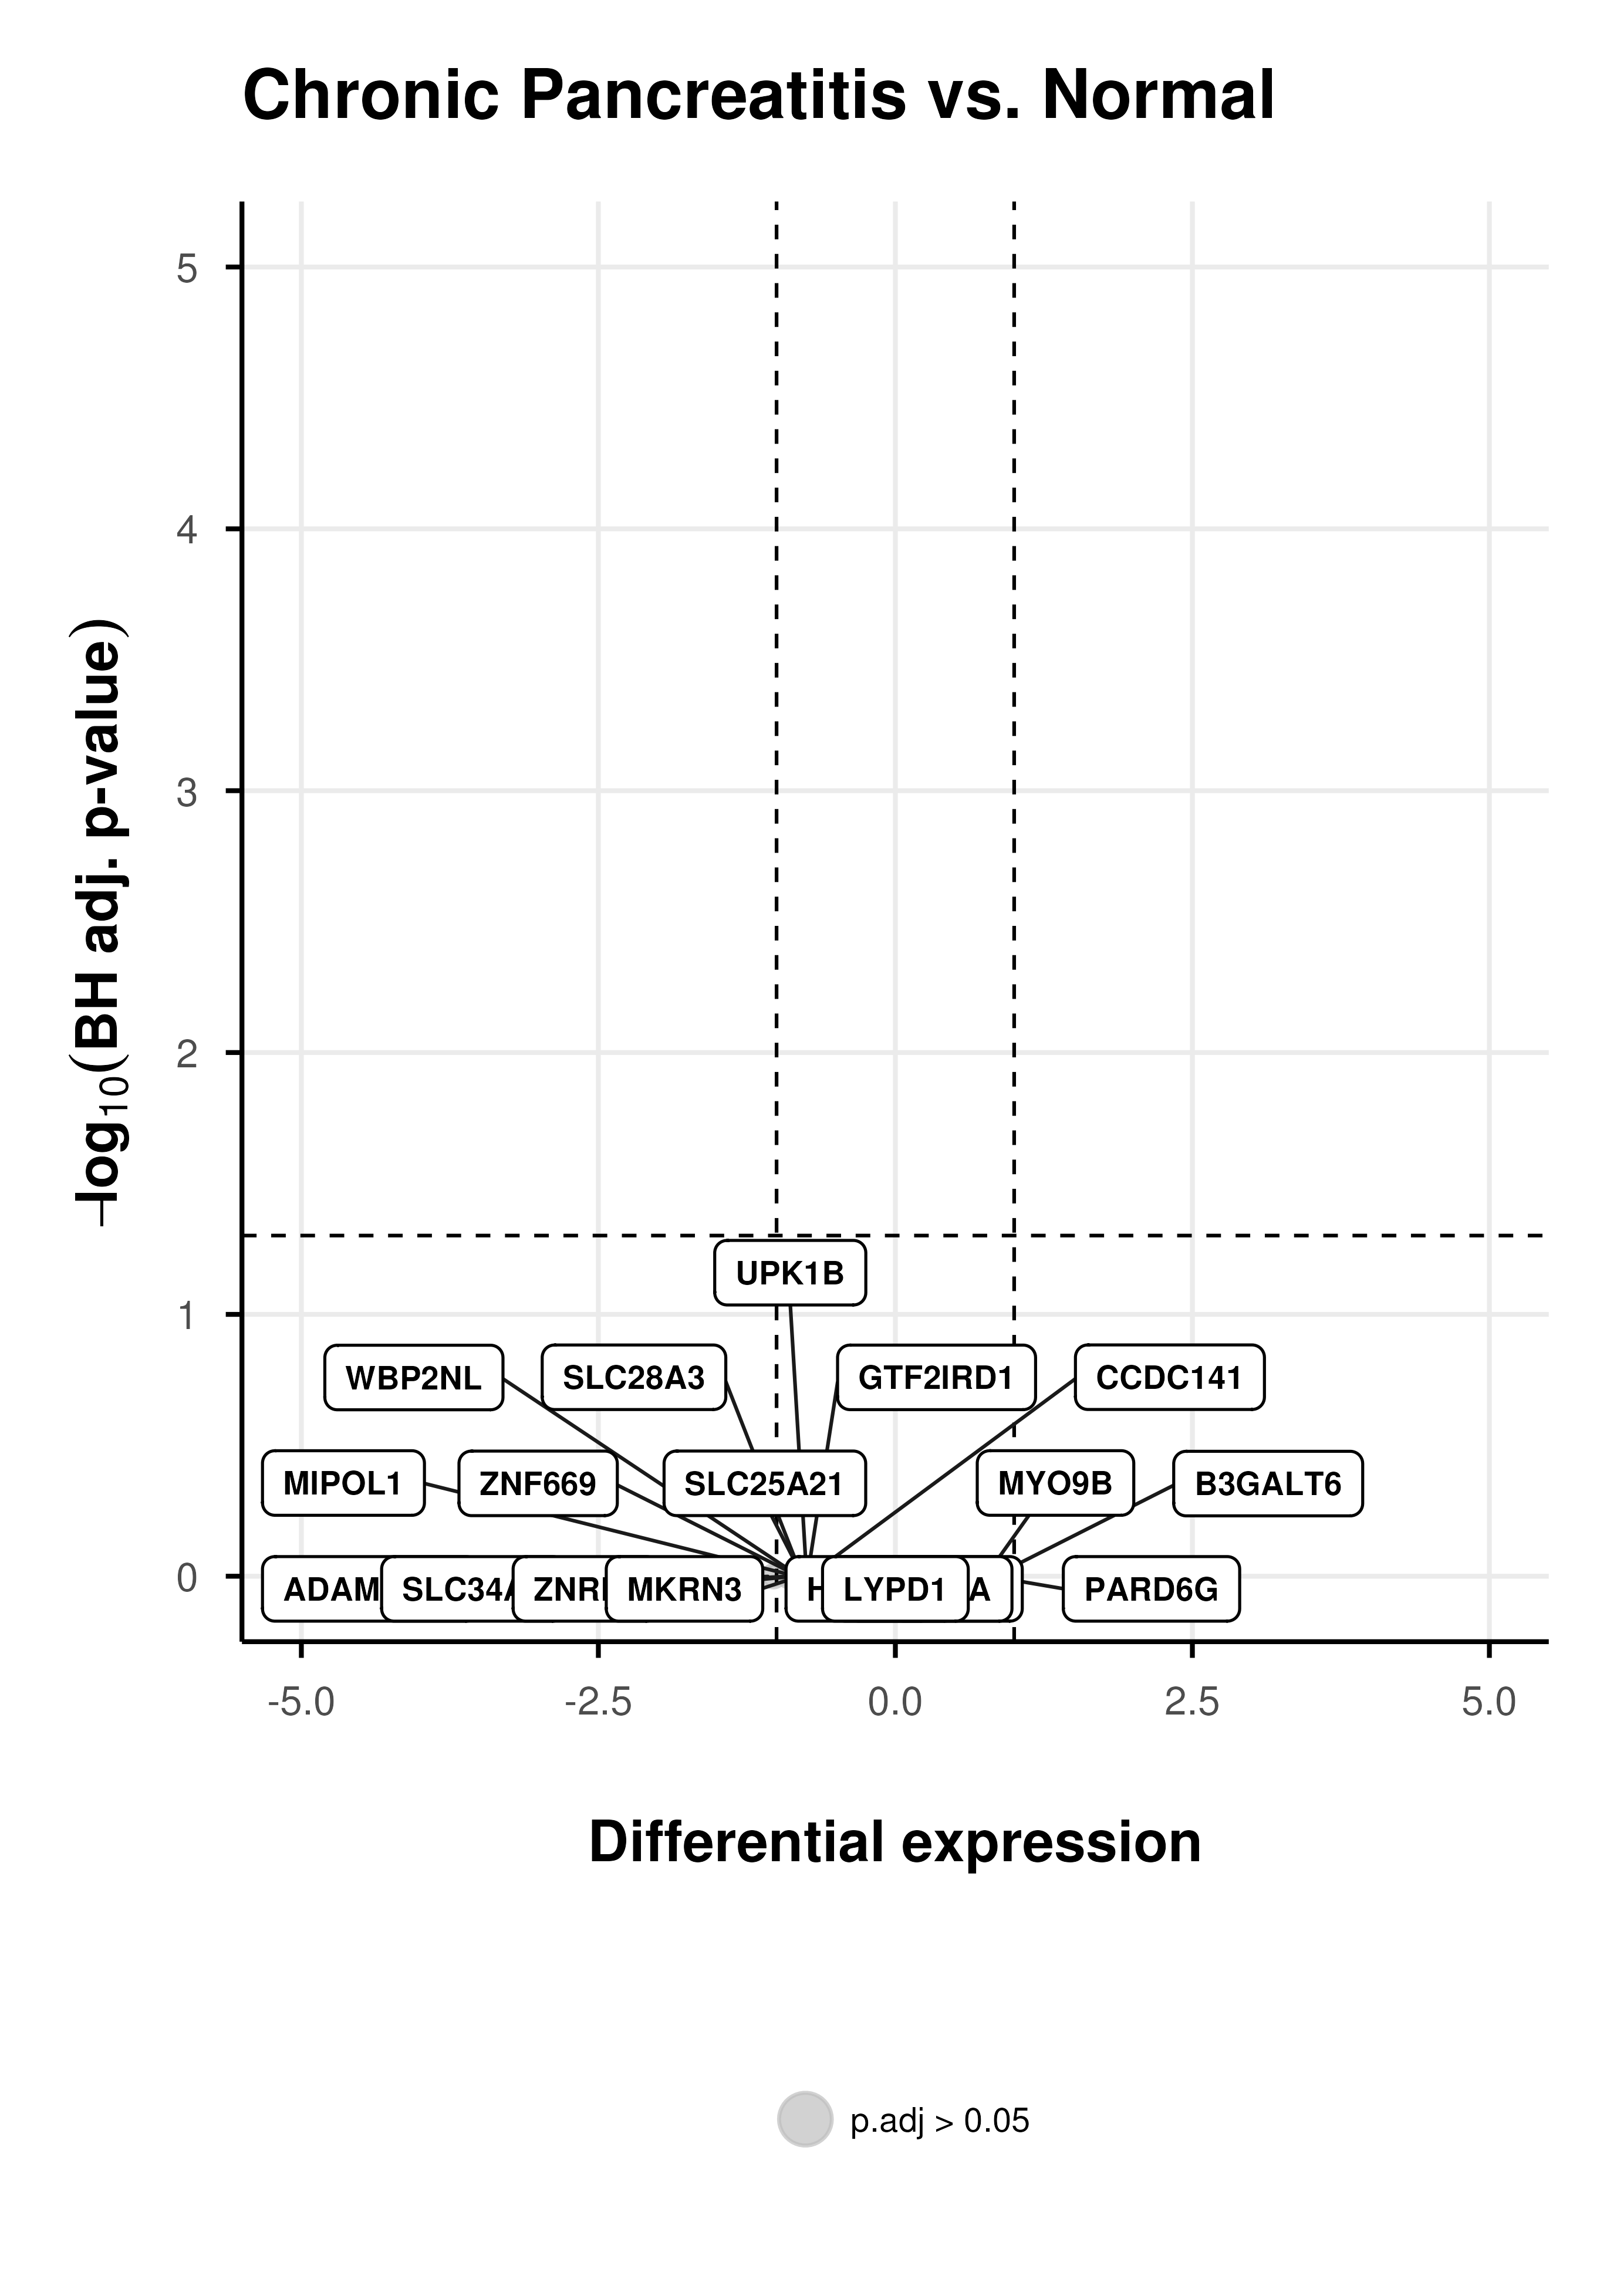 Chronic Pancreatitis vs. Normal
−log10(BH adj. p-value)
5
4
3
2
1
0
UPK1B
WBP2NL SLC28A3 GTF2IRD1 CCDC141
MIPOL1 ZNF669 SLC25A21 MYO9B B3GALT6
MKRN3 LYPD1 PARD6G
-5.0 -2.5 0.0 2.5 5.0
Differential expression
p.adj > 0.05